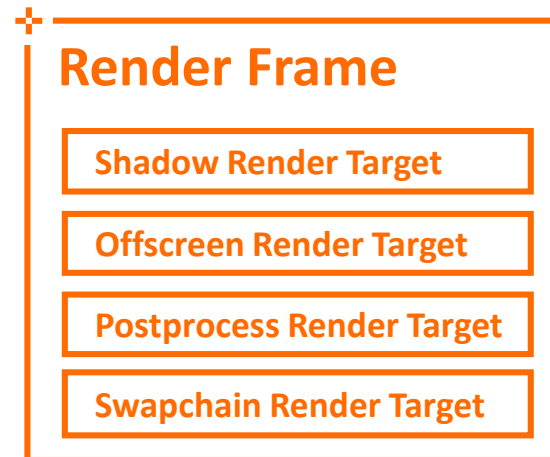 Render Frame
Shadow Render Target
Offscreen Render Target
Postprocess Render Target
Swapchain Render Target